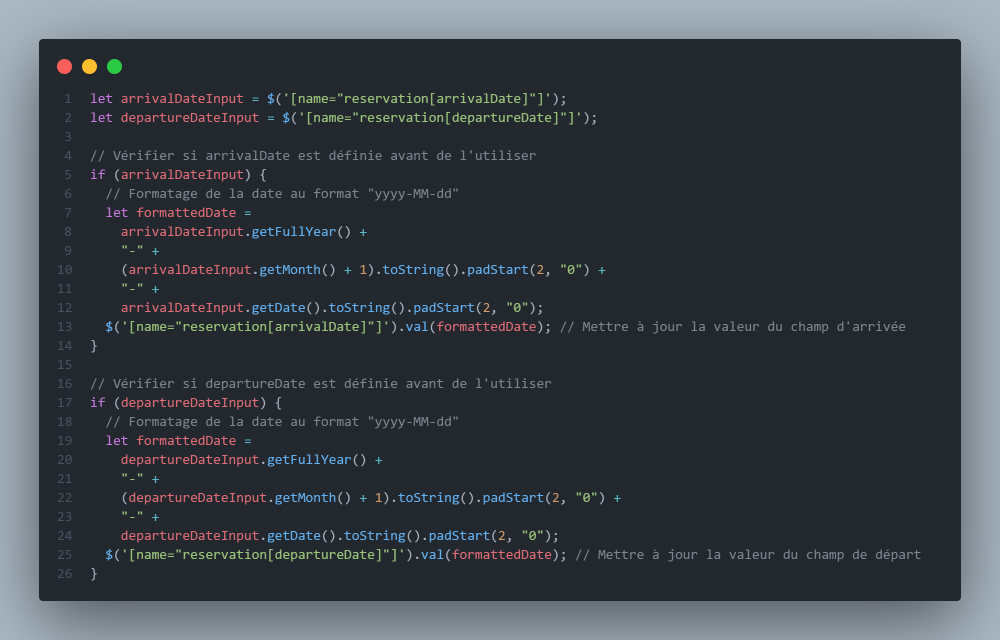 1 let arrivalDateInput = $('[name="reservation[arrivalDate]"]');
2 let departureDateInput = $('[name="reservation[departureDate]"]');
3
4 // Vérifier si arrivalDate est définie avant de l'utiliser
5 if (arrivalDateInput) {
6 // Formatage de la date au format "yyyy-MM-dd"
7 let formattedDate =
8 arrivalDateInput.getFullYear() +
9 "-" +
10 (arrivalDateInput.getMonth() + 1).toString().padStart(2, "0") +
11 "-" +
12 arrivalDateInput.getDate().toString().padStart(2, "0");
13 $('[name="reservation[arrivalDate]"]').val(formattedDate); // Mettre à jour la valeur du champ d'arrivée
14 }
15
16 // Vérifier si departureDate est définie avant de l'utiliser
17 if (departureDateInput) {
18 // Formatage de la date au format "yyyy-MM-dd"
19 let formattedDate =
20 departureDateInput.getFullYear() +
21 "-" +
22 (departureDateInput.getMonth() + 1).toString().padStart(2, "0") +
23 "-" +
24 departureDateInput.getDate().toString().padStart(2, "0");
25 $('[name="reservation[departureDate]"]').val(formattedDate); // Mettre à jour la valeur du champ de départ
26 }